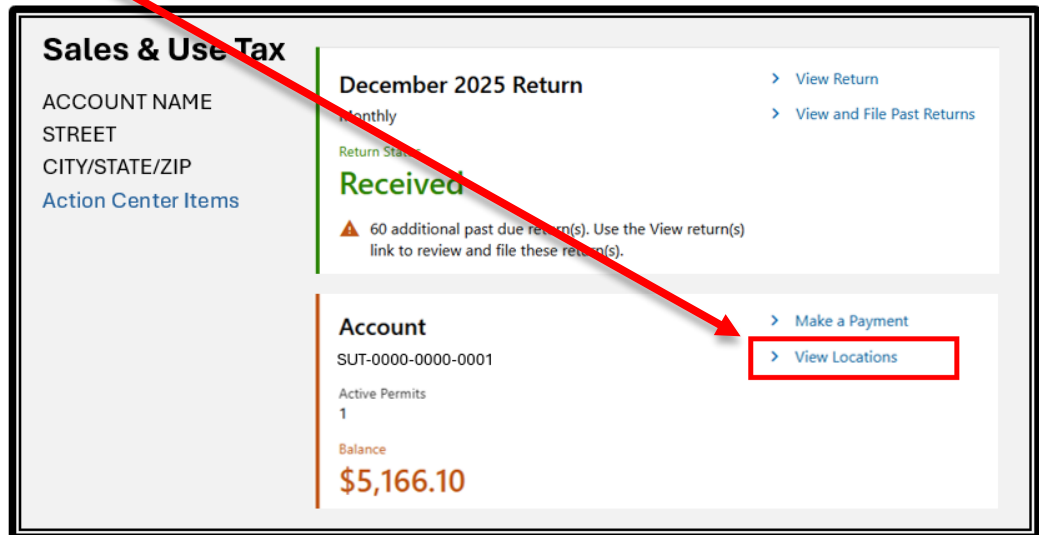 Sales & Use Tax
ACCOUNT NAME
STREET
CITY/STATE/ZIP
Action Center Items
December 2025 Return
Monthly
Return Status
Received
60 additional past due return(s). Use the View return(s)
link to review and file these return(s).
View Return
View and File Past Returns
Account
SUT-0000-0000-0001
Active Permits
1
Balance
$5,166.10
Make a Payment
View Locations